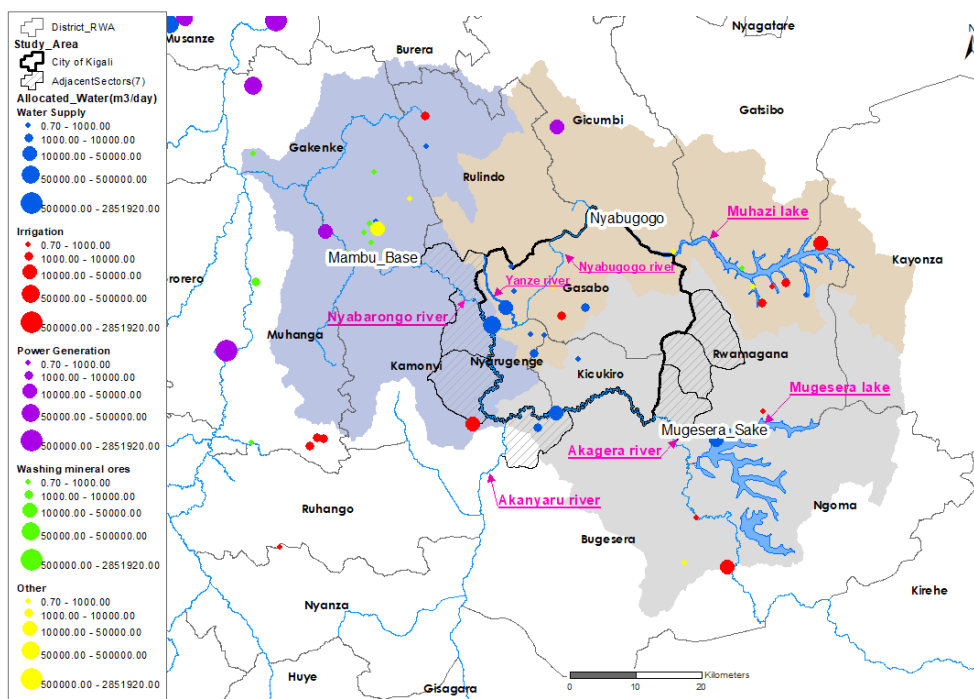 District_RWA
Study_Area
City of Kigali
AdjacentSectors(7)
Allocated_Water(m3/day)
Water Supply
0.70 - 1000.00
1000.00 - 10000.00
10000.00 - 50000.00
50000.00 - 500000.00
500000.00 - 2851920.00
Irrigation
0.70 - 1000.00
1000.00 - 10000.00
10000.00 - 50000.00
50000.00 - 500000.00
500000.00 - 2851920.00
Power Generation
0.70 - 1000.00
1000.00 - 10000.00
10000.00 - 50000.00
50000.00 - 500000.00
500000.00 - 2851920.00
Washing mineral ores
0.70 - 1000.00
1000.00 - 10000.00
10000.00 - 50000.00
50000.00 - 500000.00
500000.00 - 2851920.00
Other
0.70 - 1000.00
1000.00 - 10000.00
10000.00 - 50000.00
50000.00 - 500000.00
500000.00 - 2851920.00
Musanze
Burera
Nyagatare
N
Gatsibo
Gicumbi
Gakenke
Rulindo
Nyabugogo
Muhazi lake
Mambu_Base
Nyabugogo river
Kayonza
rorero
Yanze river
Gasabo
Nyabarongo river
Muhanga
Rwamagana
Kamonyi
Nyarugenge
Kicukiro
Mugesera lake
Mugesera_Sake
Akagera river
Akanyaru river
Ruhango
Ngoma
Bugesera
Kirehe
Nyanza
Huye
Gisagara
Kilometers
0 10 20